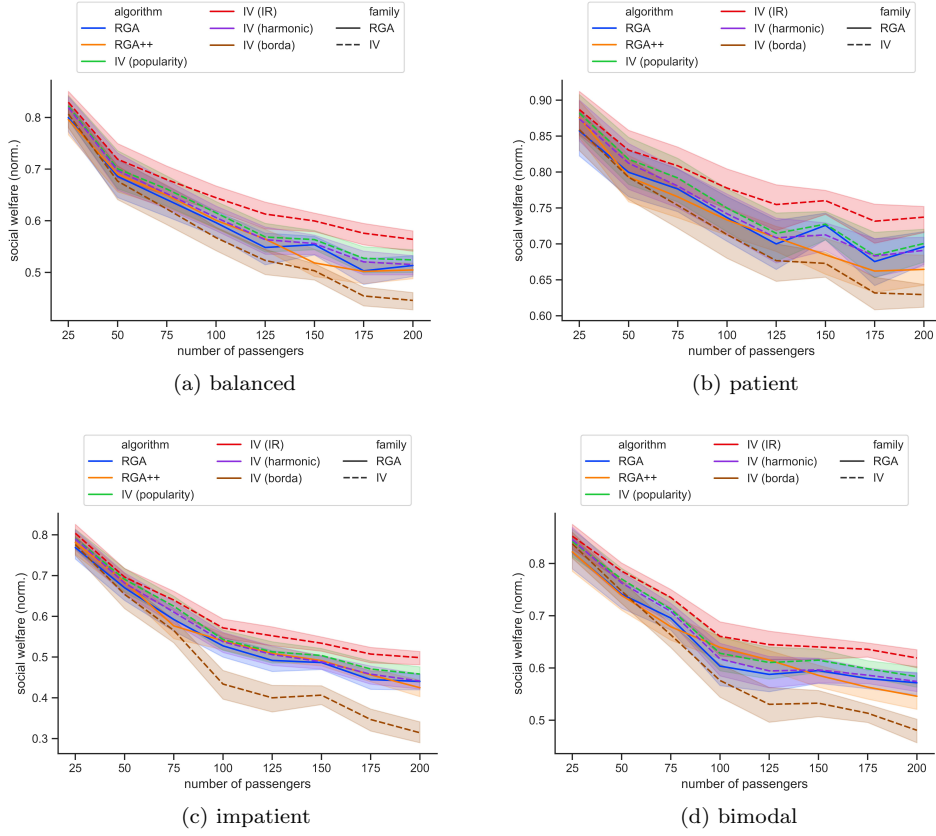 algorithm
RGA
RGA++
IV (popularity)
IV (IR)
IV (harmonic)
IV (borda)
family
RGA
IV
social welfare (norm.)
0.8
0.7
0.6
0.5
25 50 75 100 125 150 175 200
number of passengers
(a) balanced
algorithm
RGA
RGA++
IV (popularity)
IV (IR)
IV (harmonic)
IV (borda)
family
RGA
IV
social welfare (norm.)
0.90
0.85
0.80
0.75
0.70
0.65
0.60
25 50 75 100 125 150 175 200
number of passengers
(b) patient
algorithm
RGA
RGA++
IV (popularity)
IV (IR)
IV (harmonic)
IV (borda)
family
RGA
IV
social welfare (norm.)
0.8
0.7
0.6
0.5
0.4
0.3
25 50 75 100 125 150 175 200
number of passengers
(c) impatient
algorithm
RGA
RGA++
IV (popularity)
IV (IR)
IV (harmonic)
IV (borda)
family
RGA
IV
social welfare (norm.)
0.8
0.7
0.6
0.5
25 50 75 100 125 150 175 200
number of passengers
(d) bimodal